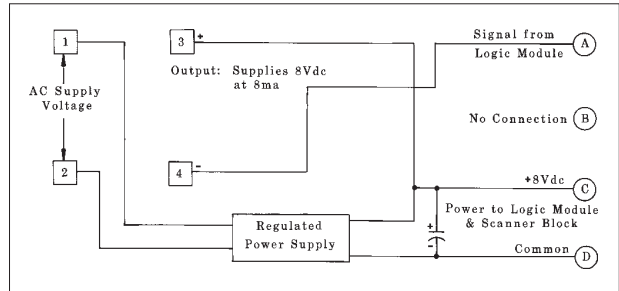 1
3
+
Signal from
Logic Module
A
Output: Supplies 8Vdc
at 8ma
AC Supply
Voltage
No Connection
B
2
4
-
+8Vdc
C
Regulated
Power Supply
+
-
Power to Logic Module
& Scanner Block
Common
D